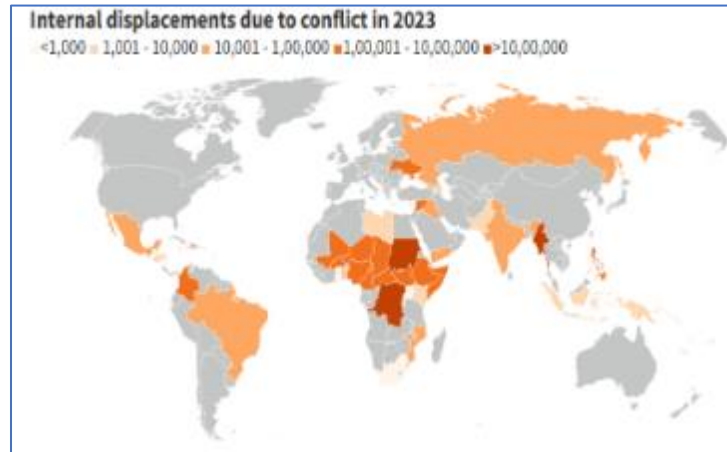 Internal displacements due to conflict in 2023
<1,000 1,001 - 10,000 10,001 - 1,00,000 1,00,001 - 10,00,000 >10,00,000